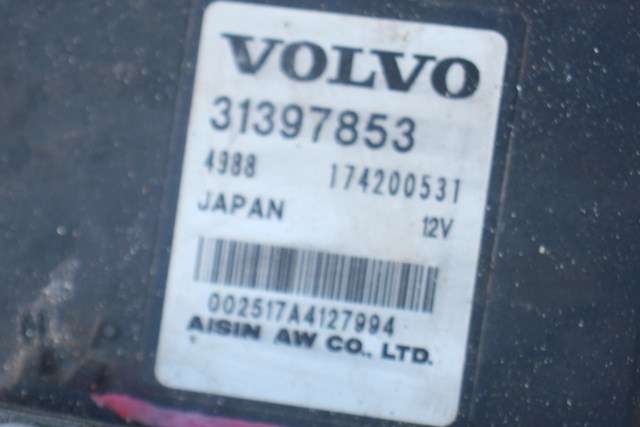 VOLVO
31397853
4988 174200531
JAPAN 12V
002517A4127994
AISIN AW CO., LTD.